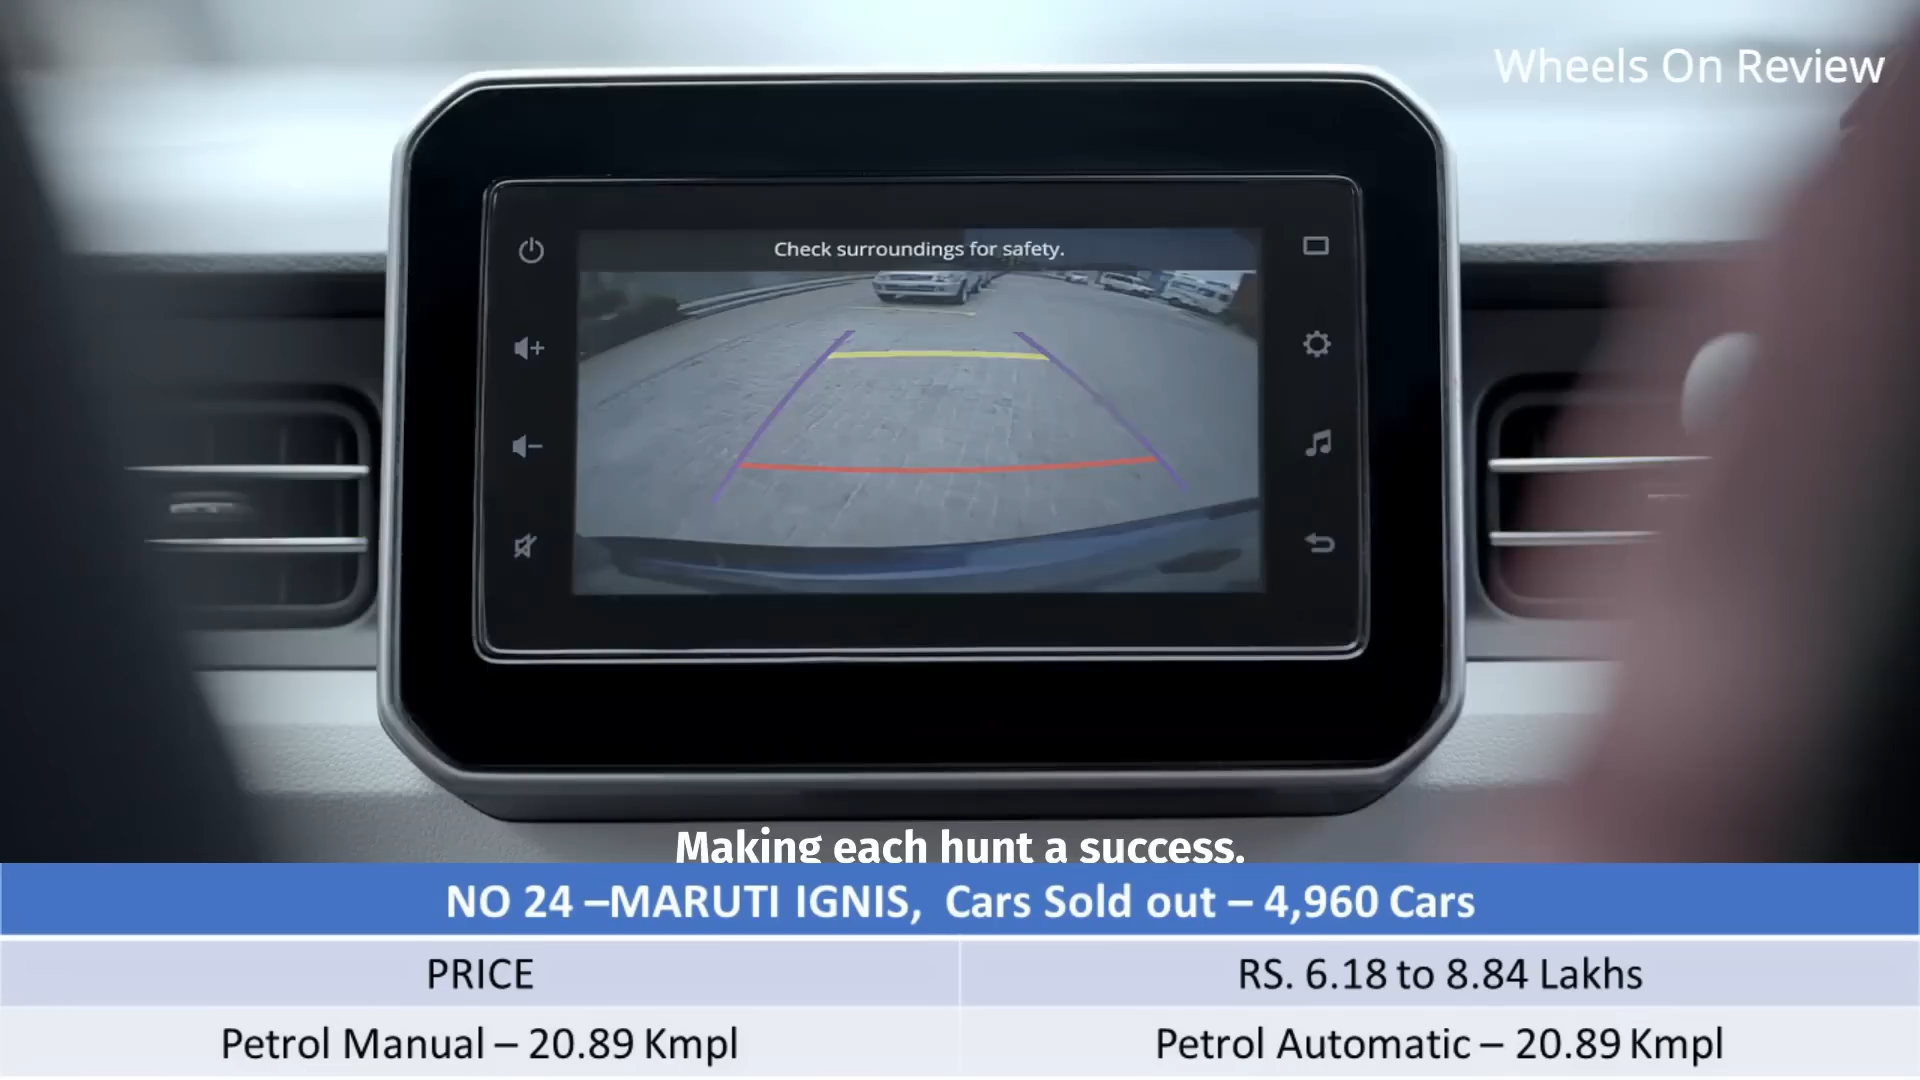 Wheels On Review
Check surroundings for safety.
Making each hunt a success.
NO 24 –MARUTI IGNIS, Cars Sold out – 4,960 Cars
PRICE
RS. 6.18 to 8.84 Lakhs
Petrol Manual – 20.89 Kmpl
Petrol Automatic – 20.89 Kmpl